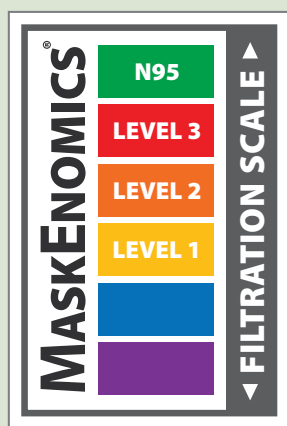 MASKENOMICS®
N95
LEVEL 3
LEVEL 2
LEVEL 1
◄ FILTRATION SCALE ►